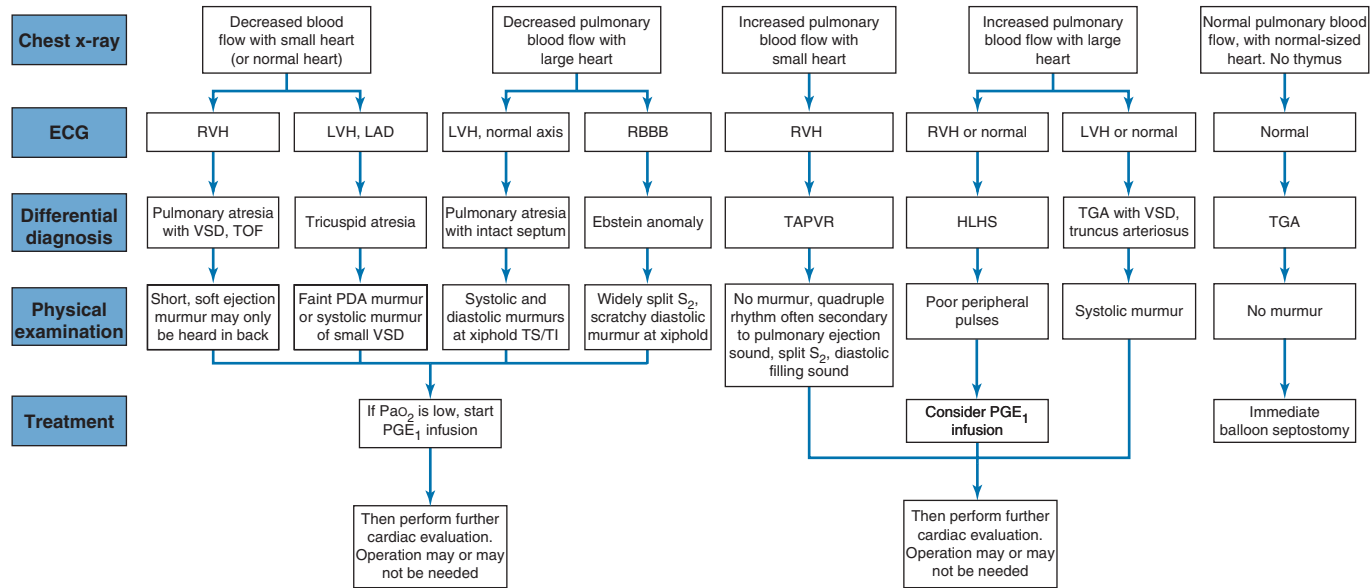 Chest x-ray
Decreased blood
flow with small heart
(or normal heart)
Decreased pulmonary
blood flow with
large heart
Increased pulmonary
blood flow with
small heart
Increased pulmonary
blood flow with large
heart
Normal pulmonary blood
flow, with normal-sized
heart. No thymus
ECG
RVH
LVH, LAD
LVH, normal axis
RBBB
RVH
RVH or normal
LVH or normal
Normal
Differential
diagnosis
Pulmonary atresia
with VSD, TOF
Tricuspid atresia
Pulmonary atresia
with intact septum
Ebstein anomaly
TAPVR
HLHS
TGA with VSD,
truncus arteriosus
TGA
Physical
examination
Short, soft ejection
murmur may only
be heard in back
Faint PDA murmur
or systolic murmur
of small VSD
Systolic and
diastolic murmurs
at xiphold TS/TI
Widely split S₂,
scratchy diastolic
murmur at xiphold
No murmur, quadruple
rhythm often secondary
to pulmonary ejection
sound, split S₂, diastolic
filling sound
Poor peripheral
pulses
Systolic murmur
No murmur
Treatment
If PaO₂ is low, start
PGE₁ infusion
Consider PGE₁
infusion
Immediate
balloon septostomy
Then perform further
cardiac evaluation.
Operation may or may
not be needed
Then perform further
cardiac evaluation.
Operation may or may
not be needed